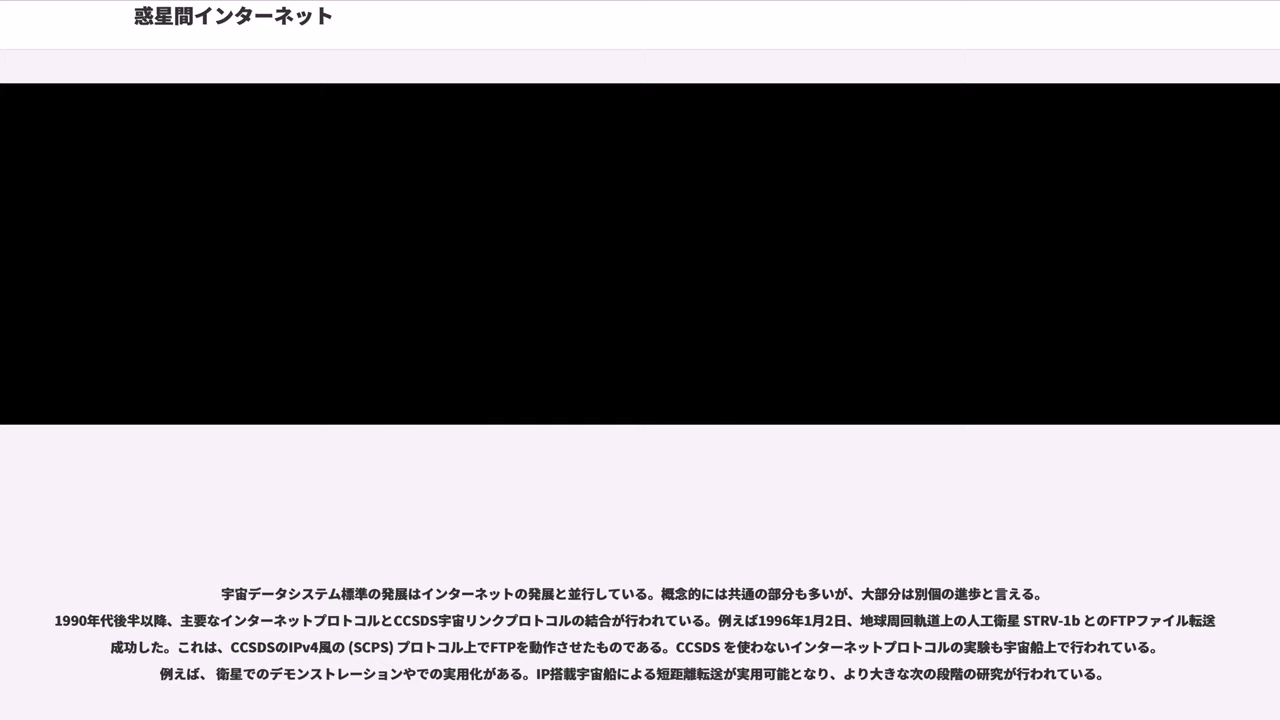 惑星間インターネット
宇宙データシステム標準の発展はインターネットの発展と並行している。概念的には共通の部分も多いが、大部分は別個の進歩と言える。
1990年代後半以降、主要なインターネットプロトコルとCCSDS宇宙リンクプロトコルの結合が行われている。例えば1996年1月2日、地球周回軌道上の人工衛星 STRV-1b とのFTPファイル転送
成功した。これは、CCSDSのIPv4風の (SCPS) プロトコル上でFTPを動作させたものである。CCSDS を使わないインターネットプロトコルの実験も宇宙船上で行われている。
例えば、 衛星でのデモンストレーションやでの実用化がある。IP搭載宇宙船による短距離転送が実用可能となり、より大きな次の段階の研究が行われている。